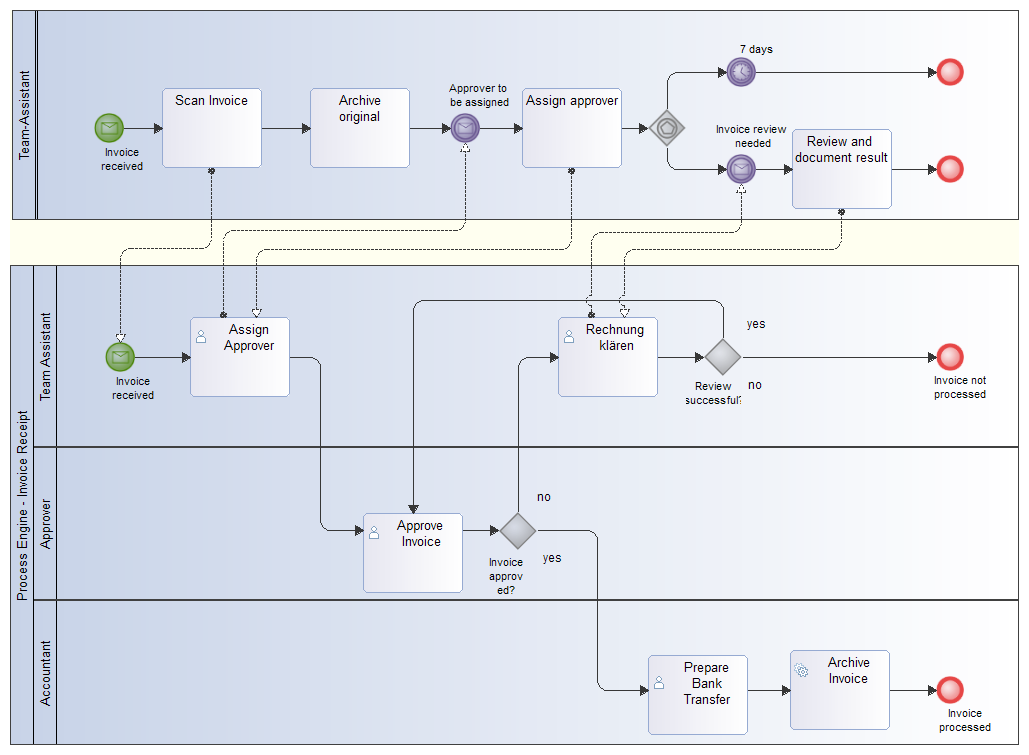 Team-Assistant
7 days
Approver to
be assigned
Scan Invoice
Archive
original
Assign approver
Invoice
received
Invoice review
needed
Review and
document result
Process Engine - Invoice Receipt
Team Assistant
Assign
Approver
Invoice
received
Rechnung
klären
yes
no
Review
successful?
Invoice not
processed
Approver
Approve
Invoice
no
yes
Invoice
approv
ed?
Accountant
Prepare
Bank
Transfer
Archive
Invoice
Invoice
processed